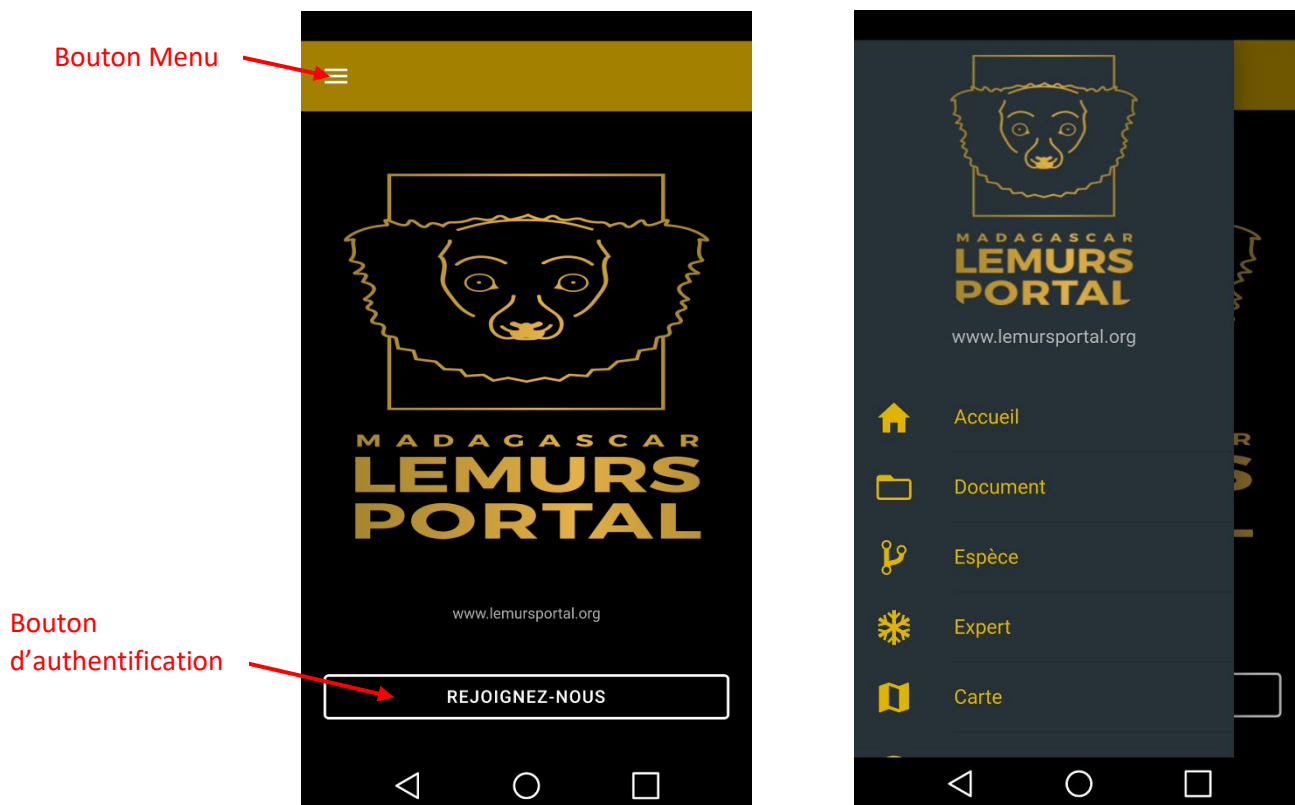 Bouton Menu
MADAGASCAR
LEMURS
PORTAL
www.lemursportal.org
Bouton
d’authentification
REJOIGNEZ-NOUS
MADAGASCAR
LEMURS
PORTAL
www.lemursportal.org
Accueil
Document
Espèce
Expert
Carte
R
S